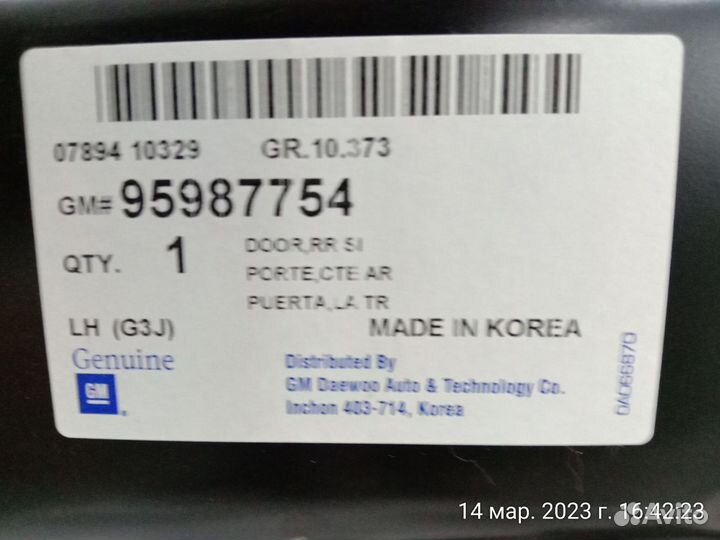 07894 10329 GR.10.373
GM# 95987754
QTY. 1
DOOR,RR SI
PORTE,CTE AR
PUERTA,LA TR
LH (G3J) MADE IN KOREA
Genuine
GM
Distributed By
GM Daewoo Auto & Technology Co.
Inchon 403-714, Korea
0AD66870
14 мар. 2023 г. 16:42:23
Avito